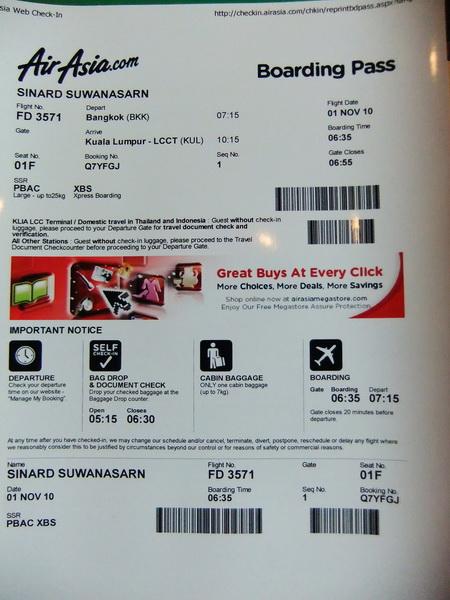 sia Web Check-In http://checkin.airasia.com/chkin/reprintbdpass.aspx
AirAsia.com Boarding Pass
SINARD SUWANASARN
Flight No. Depart Flight Date
FD 3571 Bangkok (BKK) 07:15 01 NOV 10
Gate Arrive Boarding Time
Kuala Lumpur - LCCT (KUL) 10:15 06:35
Seat No. Booking No. Seq No. Gate Closes
01F Q7YFGJ 1 06:55
SSR
PBAC XBS
Large - up to25kg Xpress Boarding
KLIA LCC Terminal / Domestic travel in Thailand and Indonesia : Guest without check-in
luggage, please proceed to your Departure Gate for travel document check and
verification.
All Other Stations : Guest without check-in luggage, please proceed to the Travel
Document Checkcounter before proceeding to your Departure Gate.
Great Buys At Every Click
More Choices, More Deals, More Savings
Shop online now at airasiamegastore.com
Enjoy Our Free Megastore Assure Protection
IMPORTANT NOTICE
SELF
CHECK-IN
DEPARTURE
Check your departure
time on our website -
"Manage My Booking".
BAG DROP
& DOCUMENT CHECK
Drop your checked baggage at the
Baggage Drop counter.
Open Closes
05:15 06:30
CABIN BAGGAGE
ONLY one cabin baggage
(up to 7kg)
BOARDING
Gate Boarding Depart
06:35 07:15
Gate closes 20 minutes before
departure.
At any time after you have checked-in, we may change our schedule and/or cancel, terminate, divert, postpone, reschedule or delay any flight where
we reasonably consider this to be justified by circumstances beyond our control or for reasons of safety or commercial reasons.
Name Flight No. Gate Seat No.
SINARD SUWANASARN FD 3571 01F
Date Boarding Time Seq No. Booking No.
01 NOV 10 06:35 1 Q7YFGJ
SSR
PBAC XBS